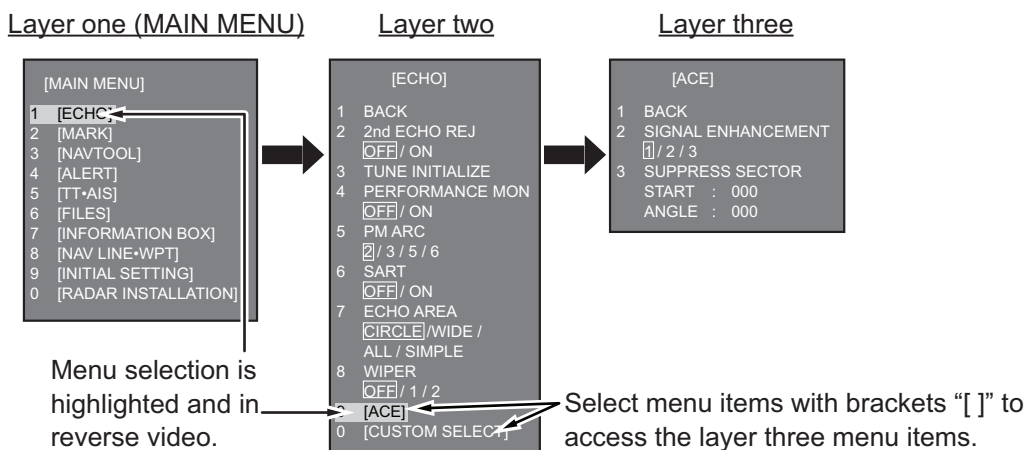 Layer one (MAIN MENU)
Layer two
Layer three
[MAIN MENU]
1 [ECHO]
2 [MARK]
3 [NAVTOOL]
4 [ALERT]
5 [TT•AIS]
6 [FILES]
7 [INFORMATION BOX]
8 [NAV LINE•WPT]
9 [INITIAL SETTING]
0 [RADAR INSTALLATION]
[ECHO]
1 BACK
2 2nd ECHO REJ
OFF / ON
3 TUNE INITIALIZE
4 PERFORMANCE MON
OFF / ON
5 PM ARC
2 / 3 / 5 / 6
6 SART
OFF / ON
7 ECHO AREA
CIRCLE /WIDE /
ALL / SIMPLE
8 WIPER
OFF / 1 / 2
9 [ACE]
0 [CUSTOM SELECT]
[ACE]
1 BACK
2 SIGNAL ENHANCEMENT
1 / 2 / 3
3 SUPPRESS SECTOR
START : 000
ANGLE : 000
Menu selection is
highlighted and in
reverse video.
Select menu items with brackets “[ ]” to
access the layer three menu items.